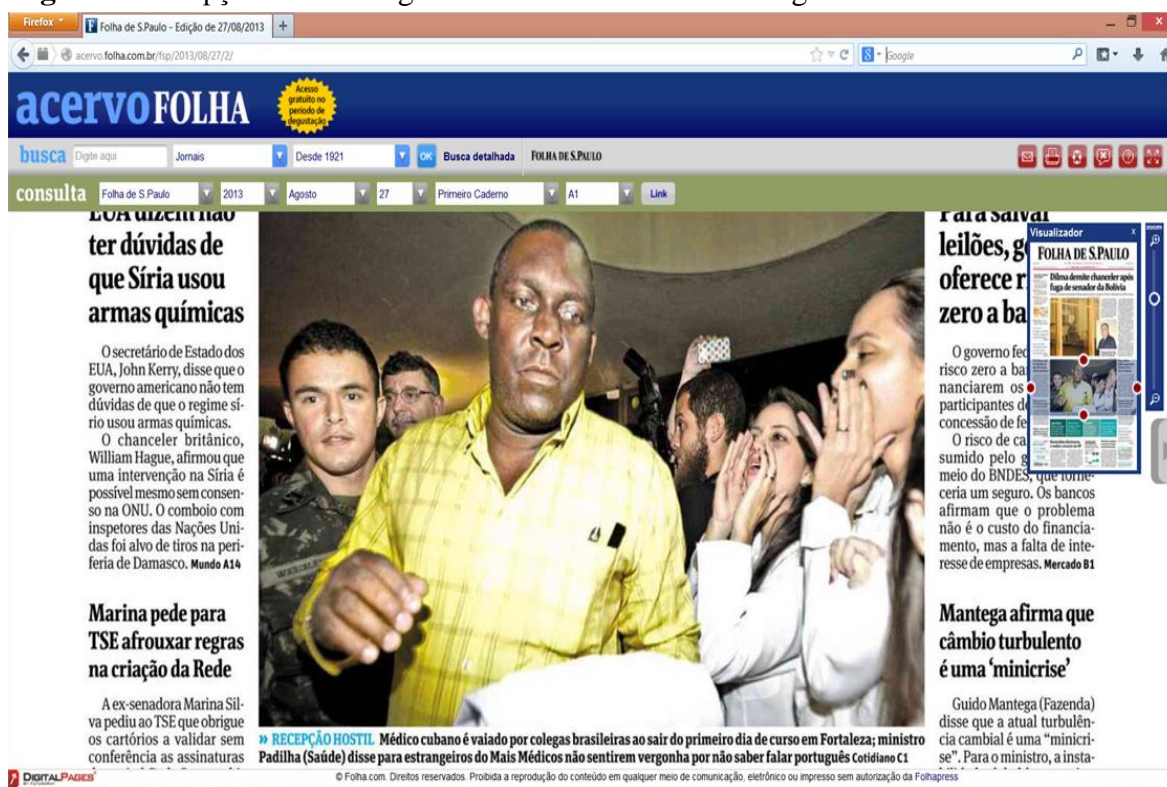 Firefox
Folha de S.Paulo - Edição de 27/08/2013
acervo.folha.com.br/fsp/2013/08/27/2/
Google
acervo FOLHA
Acesso
gratuito no
período de
degustação
busca Digite aqui Jornais Desde 1921 OK Busca detalhada FOLHA DE S.PAULO
consulta Folha de S.Paulo 2013 Agosto 27 Primeiro Caderno A1 Link
EUA dizem não
ter dúvidas de
que Síria usou
armas químicas
O secretário de Estado dos
EUA, John Kerry, disse que o
governo americano não tem
dúvidas de que o regime sí-
rio usou armas químicas.
O chanceler britânico,
William Hague, afirmou que
uma intervenção na Síria é
possível mesmo sem consen-
so na ONU. O comboio com
inspetores das Nações Uni-
das foi alvo de tiros na peri-
feria de Damasco. Mundo A14
Marina pede para
TSE afrouxar regras
na criação da Rede
A ex-senadora Marina Sil-
va pediu ao TSE que obrigue
os cartórios a validar sem
conferência as assinaturas
» RECEPÇÃO HOSTIL Médico cubano é vaiado por colegas brasileiras ao sair do primeiro dia de curso em Fortaleza; ministro
Padilha (Saúde) disse para estrangeiros do Mais Médicos não sentirem vergonha por não saber falar português Cotidiano C1
Para salvar
leilões, g
oferece r
zero a ba
O governo fed
risco zero a ba
nanciarem os
participantes d
concessão de fe
O risco de ca
sumido pelo g
meio do BNDES, que forne-
ceria um seguro. Os bancos
afirmam que o problema
não é o custo do financia-
mento, mas a falta de inte-
resse de empresas. Mercado B1
Mantega afirma que
câmbio turbulento
é uma 'minicrise'
Guido Mantega (Fazenda)
disse que a atual turbulên-
cia cambial é uma "minicri-
se". Para o ministro, a insta-
Visualizador x
zoom
FOLHA DE S.PAULO
Dilma demite chanceler após
fuga de senador da Bolívia
DIGITALPAGES
© Folha.com. Direitos reservados. Proibida a reprodução do conteúdo em qualquer meio de comunicação, eletrônico ou impresso sem autorização da Folhapress